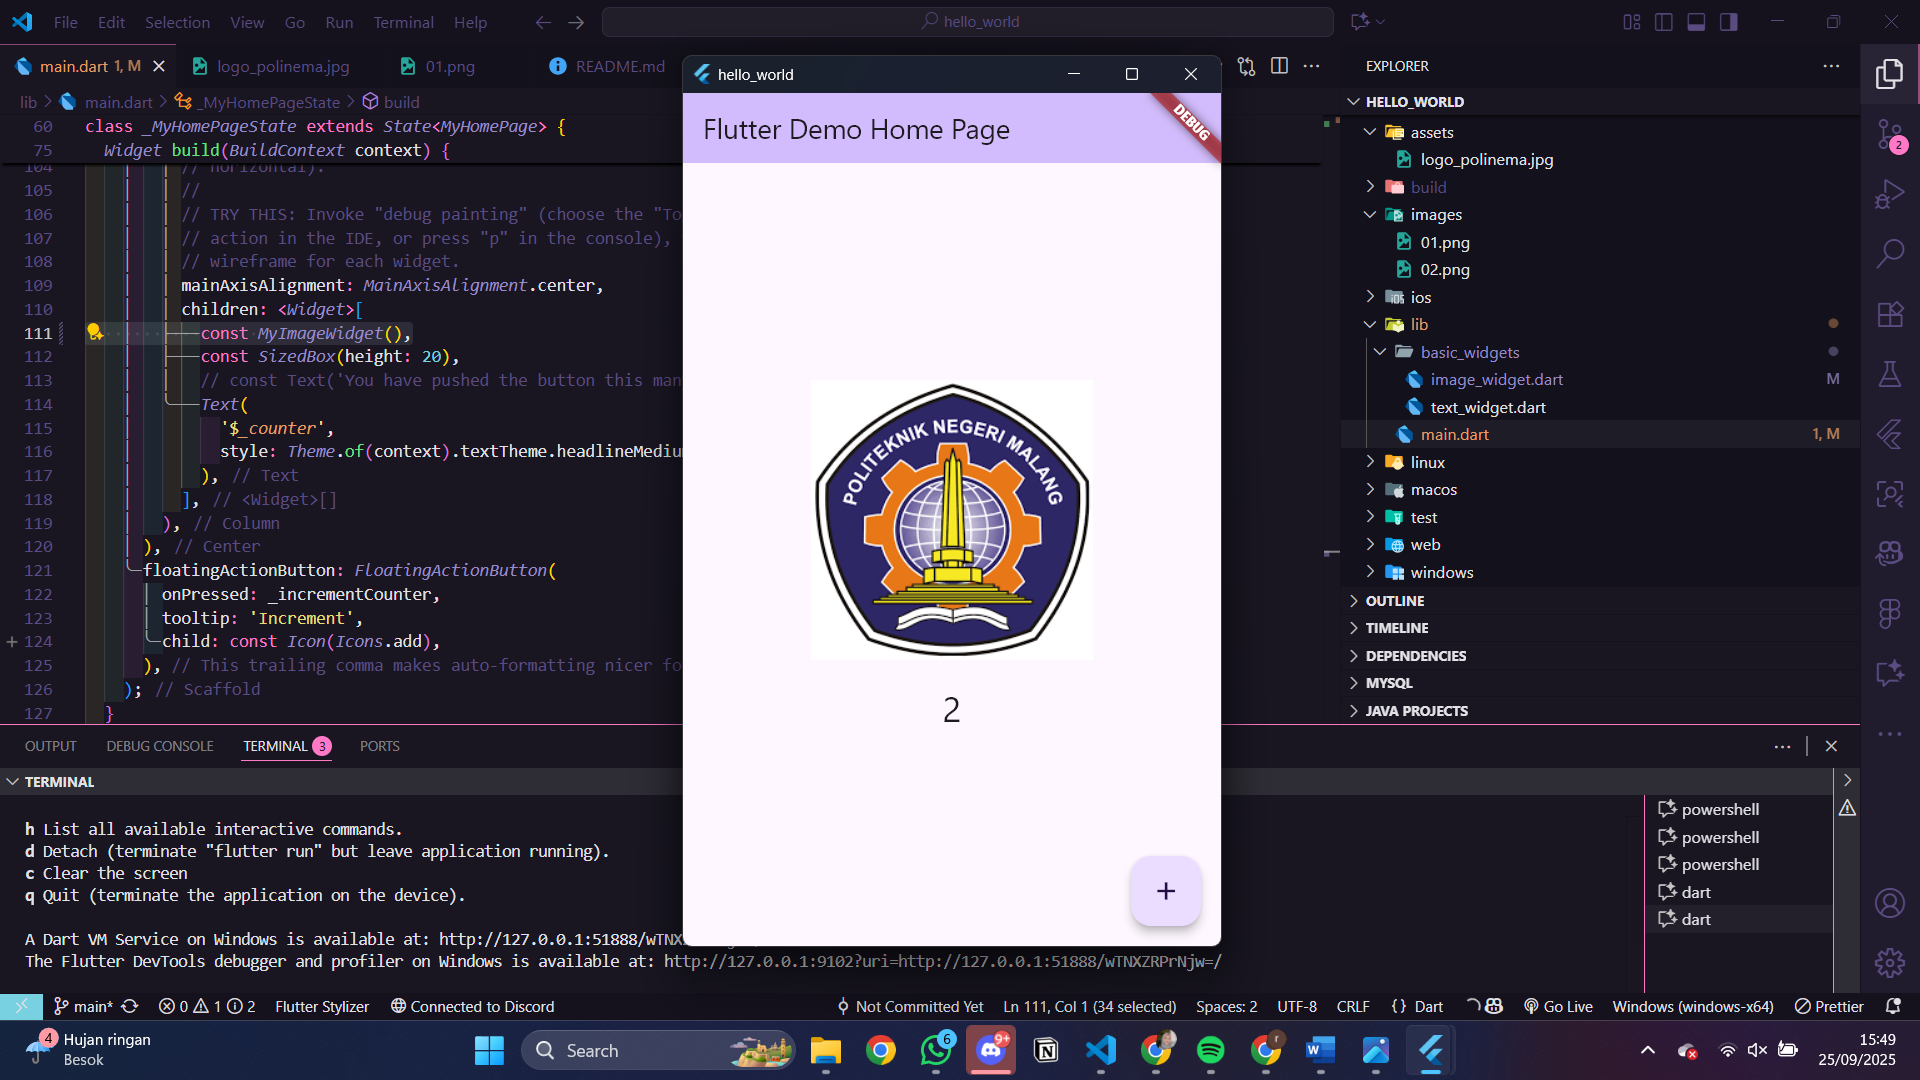 File Edit Selection View Go Run Terminal Help
hello_world
main.dart 1, M
logo_polinema.jpg
01.png
README.md
lib > main.dart > _MyHomePageState > build
60 class _MyHomePageState extends State<MyHomePage> {
75 Widget build(BuildContext context) {
104 // horizontal).
105 //
106 // TRY THIS: Invoke "debug painting" (choose the "To
107 // action in the IDE, or press "p" in the console),
108 // wireframe for each widget.
109 mainAxisAlignment: MainAxisAlignment.center,
110 children: <Widget>[
111 const MyImageWidget(),
112 const SizedBox(height: 20),
113 // const Text('You have pushed the button this man
114 Text(
115 '$_counter',
116 style: Theme.of(context).textTheme.headlineMediu
117 ), // Text
118 ], // <Widget>[]
119 ), // Column
120 ), // Center
121 floatingActionButton: FloatingActionButton(
122 onPressed: _incrementCounter,
123 tooltip: 'Increment',
124 child: const Icon(Icons.add),
125 ), // This trailing comma makes auto-formatting nicer fo
126 ); // Scaffold
127 }
hello_world
Flutter Demo Home Page
DEBUG
POLITEKNIK NEGERI MALANG
2
EXPLORER
HELLO_WORLD
assets
logo_polinema.jpg
build
images
01.png
02.png
ios
lib
basic_widgets
image_widget.dart M
text_widget.dart
main.dart 1, M
linux
macos
test
web
windows
OUTLINE
TIMELINE
DEPENDENCIES
MYSQL
JAVA PROJECTS
2
OUTPUT DEBUG CONSOLE TERMINAL 3 PORTS
TERMINAL
h List all available interactive commands.
d Detach (terminate "flutter run" but leave application running).
c Clear the screen
q Quit (terminate the application on the device).
A Dart VM Service on Windows is available at: http://127.0.0.1:51888/wTNX
The Flutter DevTools debugger and profiler on Windows is available at: http://127.0.0.1:9102?uri=http://127.0.0.1:51888/wTNXZRPrNjw=/
powershell
powershell
powershell
dart
dart
main* 0 1 2 Flutter Stylizer Connected to Discord Not Committed Yet Ln 111, Col 1 (34 selected) Spaces: 2 UTF-8 CRLF {} Dart Go Live Windows (windows-x64) Prettier
4 Hujan ringan
Besok
Search
6
9+
15:49
25/09/2025